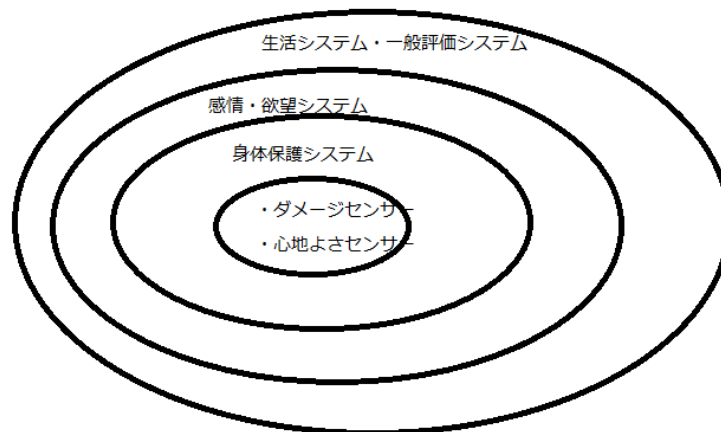 生活システム・一般評価システム
感情・欲望システム
身体保護システム
・ダメージセンサー
・心地よさセンサー